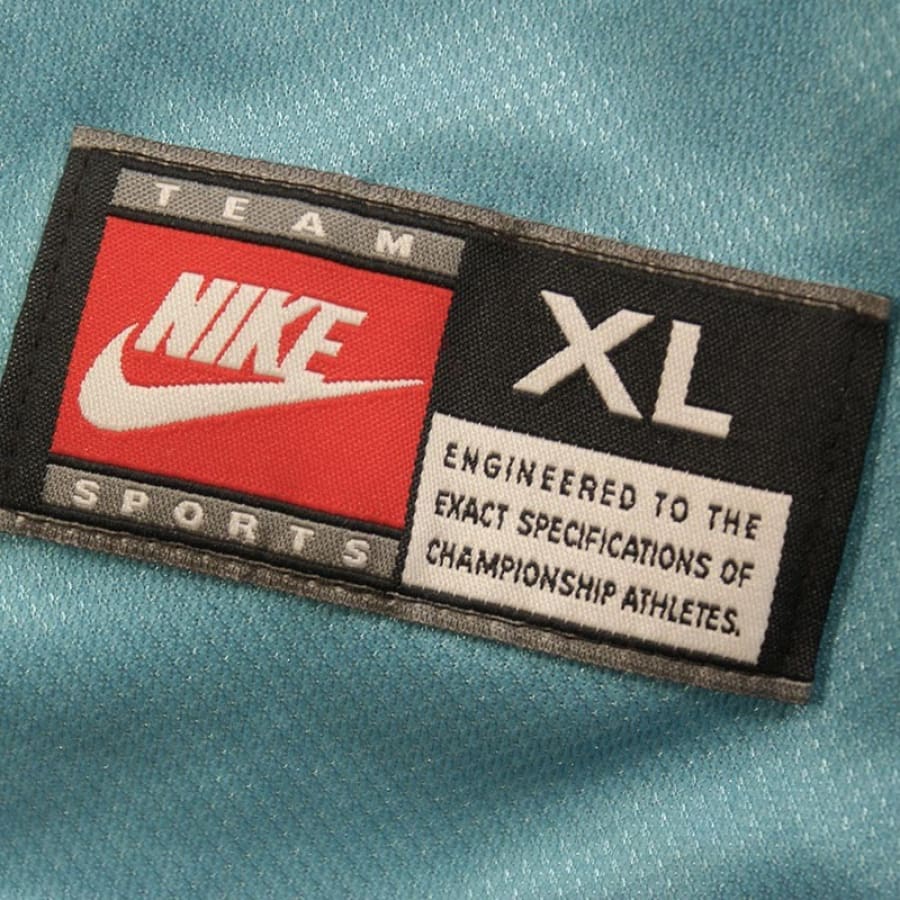 TEAM
NIKE
SPORTS
XL
ENGINEERED TO THE
EXACT SPECIFICATIONS OF
CHAMPIONSHIP ATHLETES.